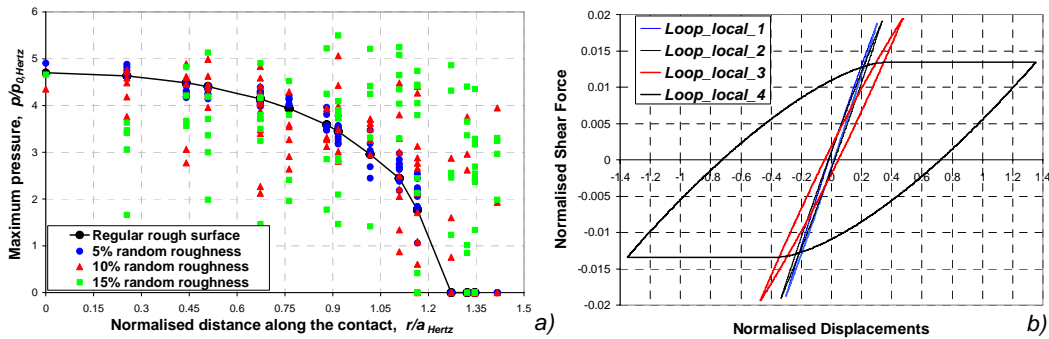 Maximum pressure, p/p0,Hertz
6
5
4
3
2
1
0
0 0.15 0.3 0.45 0.6 0.75 0.9 1.05 1.2 1.35 1.5
Regular rough surface
5% random roughness
10% random roughness
15% random roughness
Normalised distance along the contact, r/a Hertz
a)
Normalised Shear Force
0.02
0.015
0.01
0.005
0
-0.005
-0.01
-0.015
-0.02
-1.4 -1.2 -1 -0.8 -0.6 -0.4 -0.2 0 0.2 0.4 0.6 0.8 1 1.2 1.4
Loop_local_1
Loop_local_2
Loop_local_3
Loop_local_4
Normalised Displacements
b)